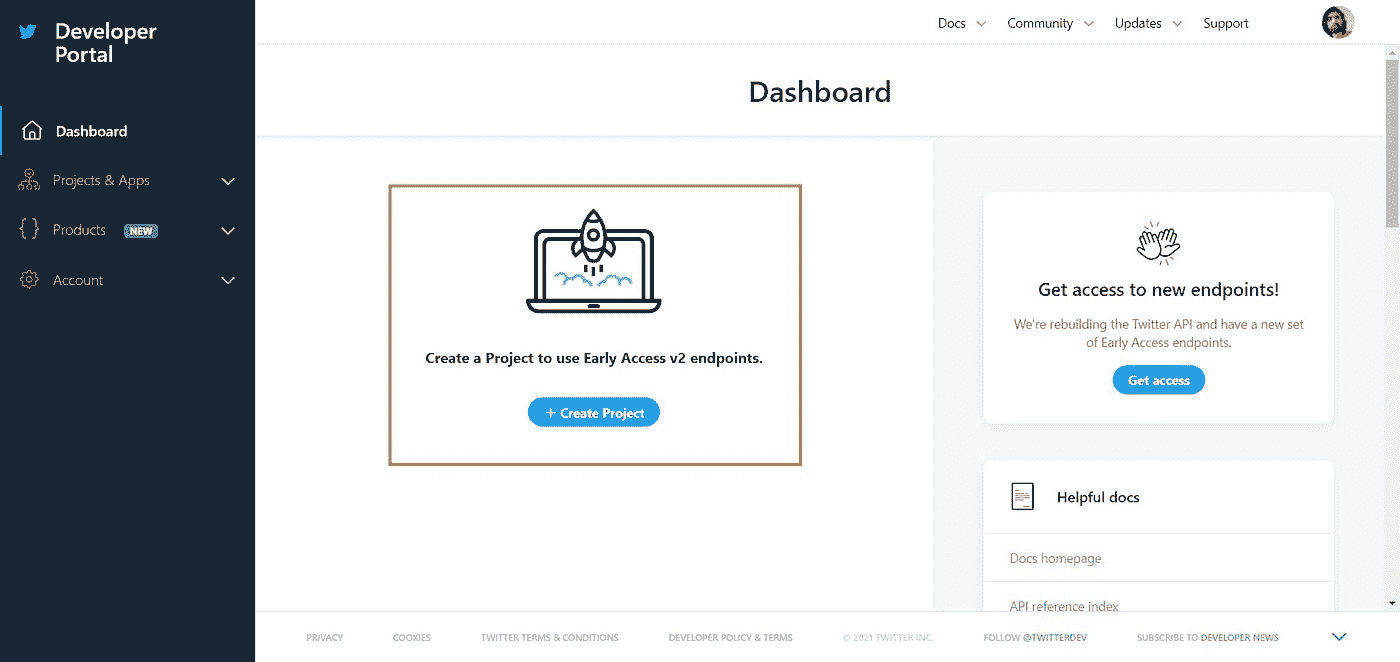 Developer
Portal
Dashboard
Projects & Apps
Products NEW
Account
Docs Community Updates Support
Dashboard
Create a Project to use Early Access v2 endpoints.
+ Create Project
Get access to new endpoints!
We're rebuilding the Twitter API and have a new set
of Early Access endpoints.
Get access
Helpful docs
Docs homepage
API reference index
PRIVACY COOKIES TWITTER TERMS & CONDITIONS DEVELOPER POLICY & TERMS © 2021 TWITTER INC. FOLLOW @TWITTERDEV SUBSCRIBE TO DEVELOPER NEWS